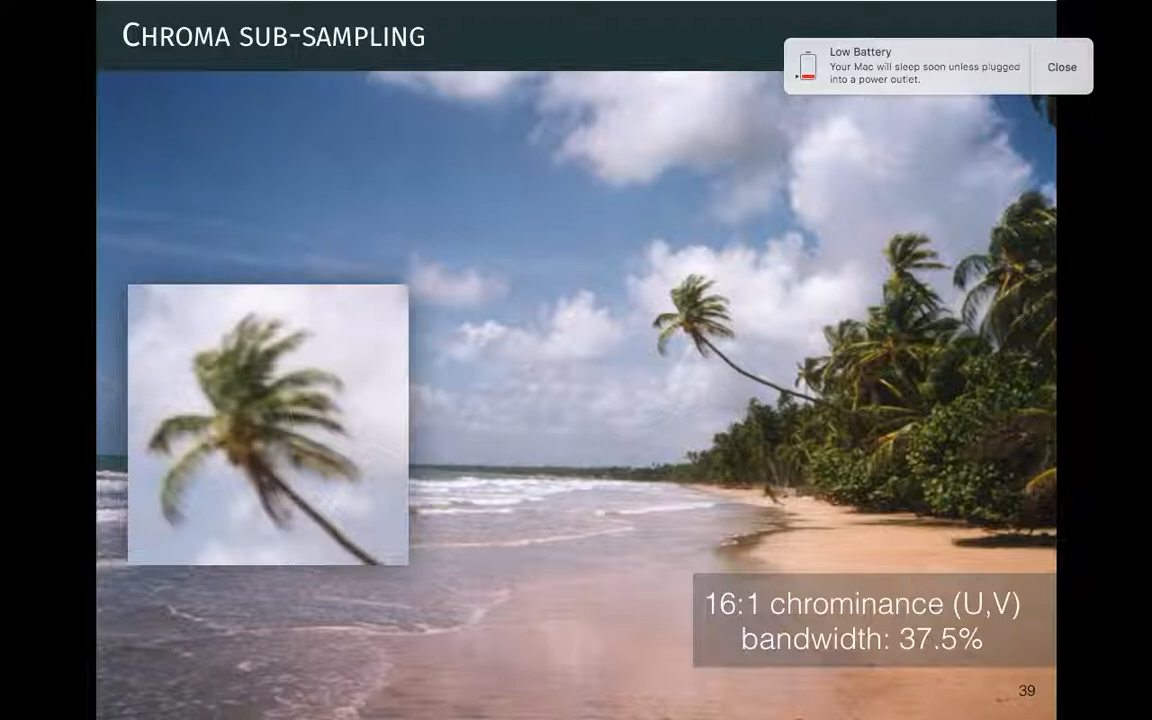 Chroma sub-sampling
Low Battery
Your Mac will sleep soon unless plugged
into a power outlet.
Close
16:1 chrominance (U,V)
bandwidth: 37.5%
39